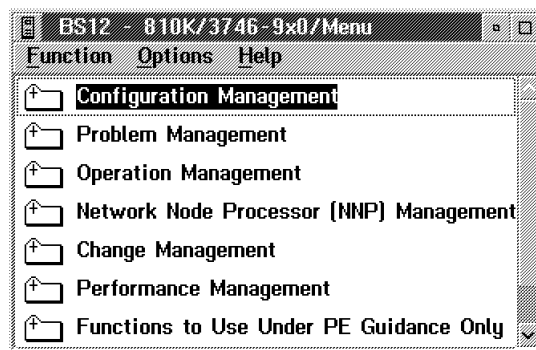 BS12 - 810K/3746-9x0/Menu
Function Options Help
Configuration Management
Problem Management
Operation Management
Network Node Processor (NNP) Management
Change Management
Performance Management
Functions to Use Under PE Guidance Only